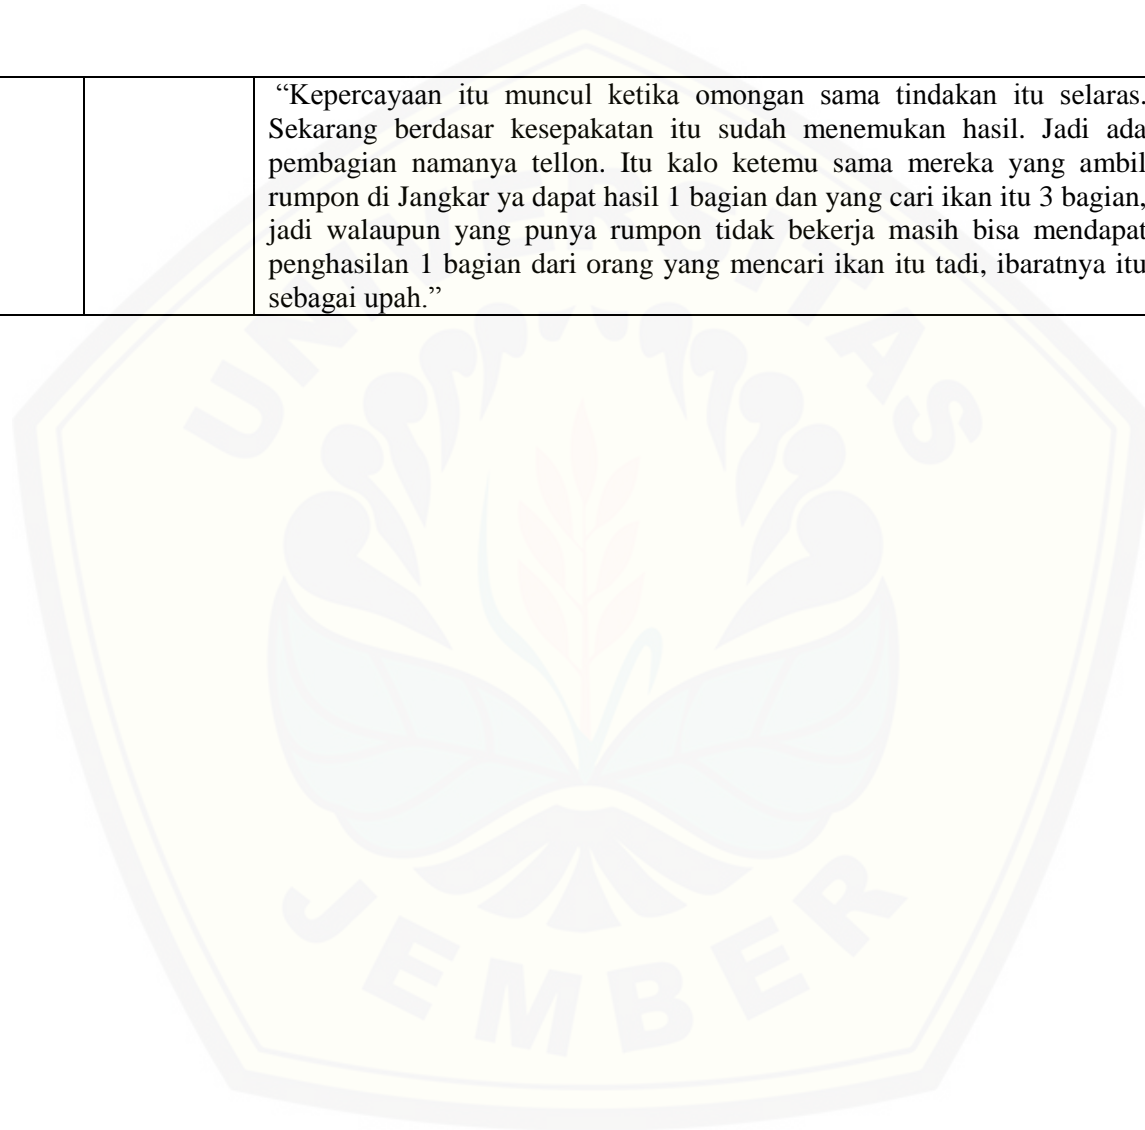 “Kepercayaan itu muncul ketika omongan sama tindakan itu selaras.
Sekarang berdasar kesepakatan itu sudah menemukan hasil. Jadi ada
pembagian namanya tellon. Itu kalo ketemu sama mereka yang ambil
rumpon di Jangkar ya dapat hasil 1 bagian dan yang cari ikan itu 3 bagian,
jadi walaupun yang punya rumpon tidak bekerja masih bisa mendapat
penghasilan 1 bagian dari orang yang mencari ikan itu tadi, ibaratnya itu
sebagai upah.”
UNIVERSITAS
JEMBER